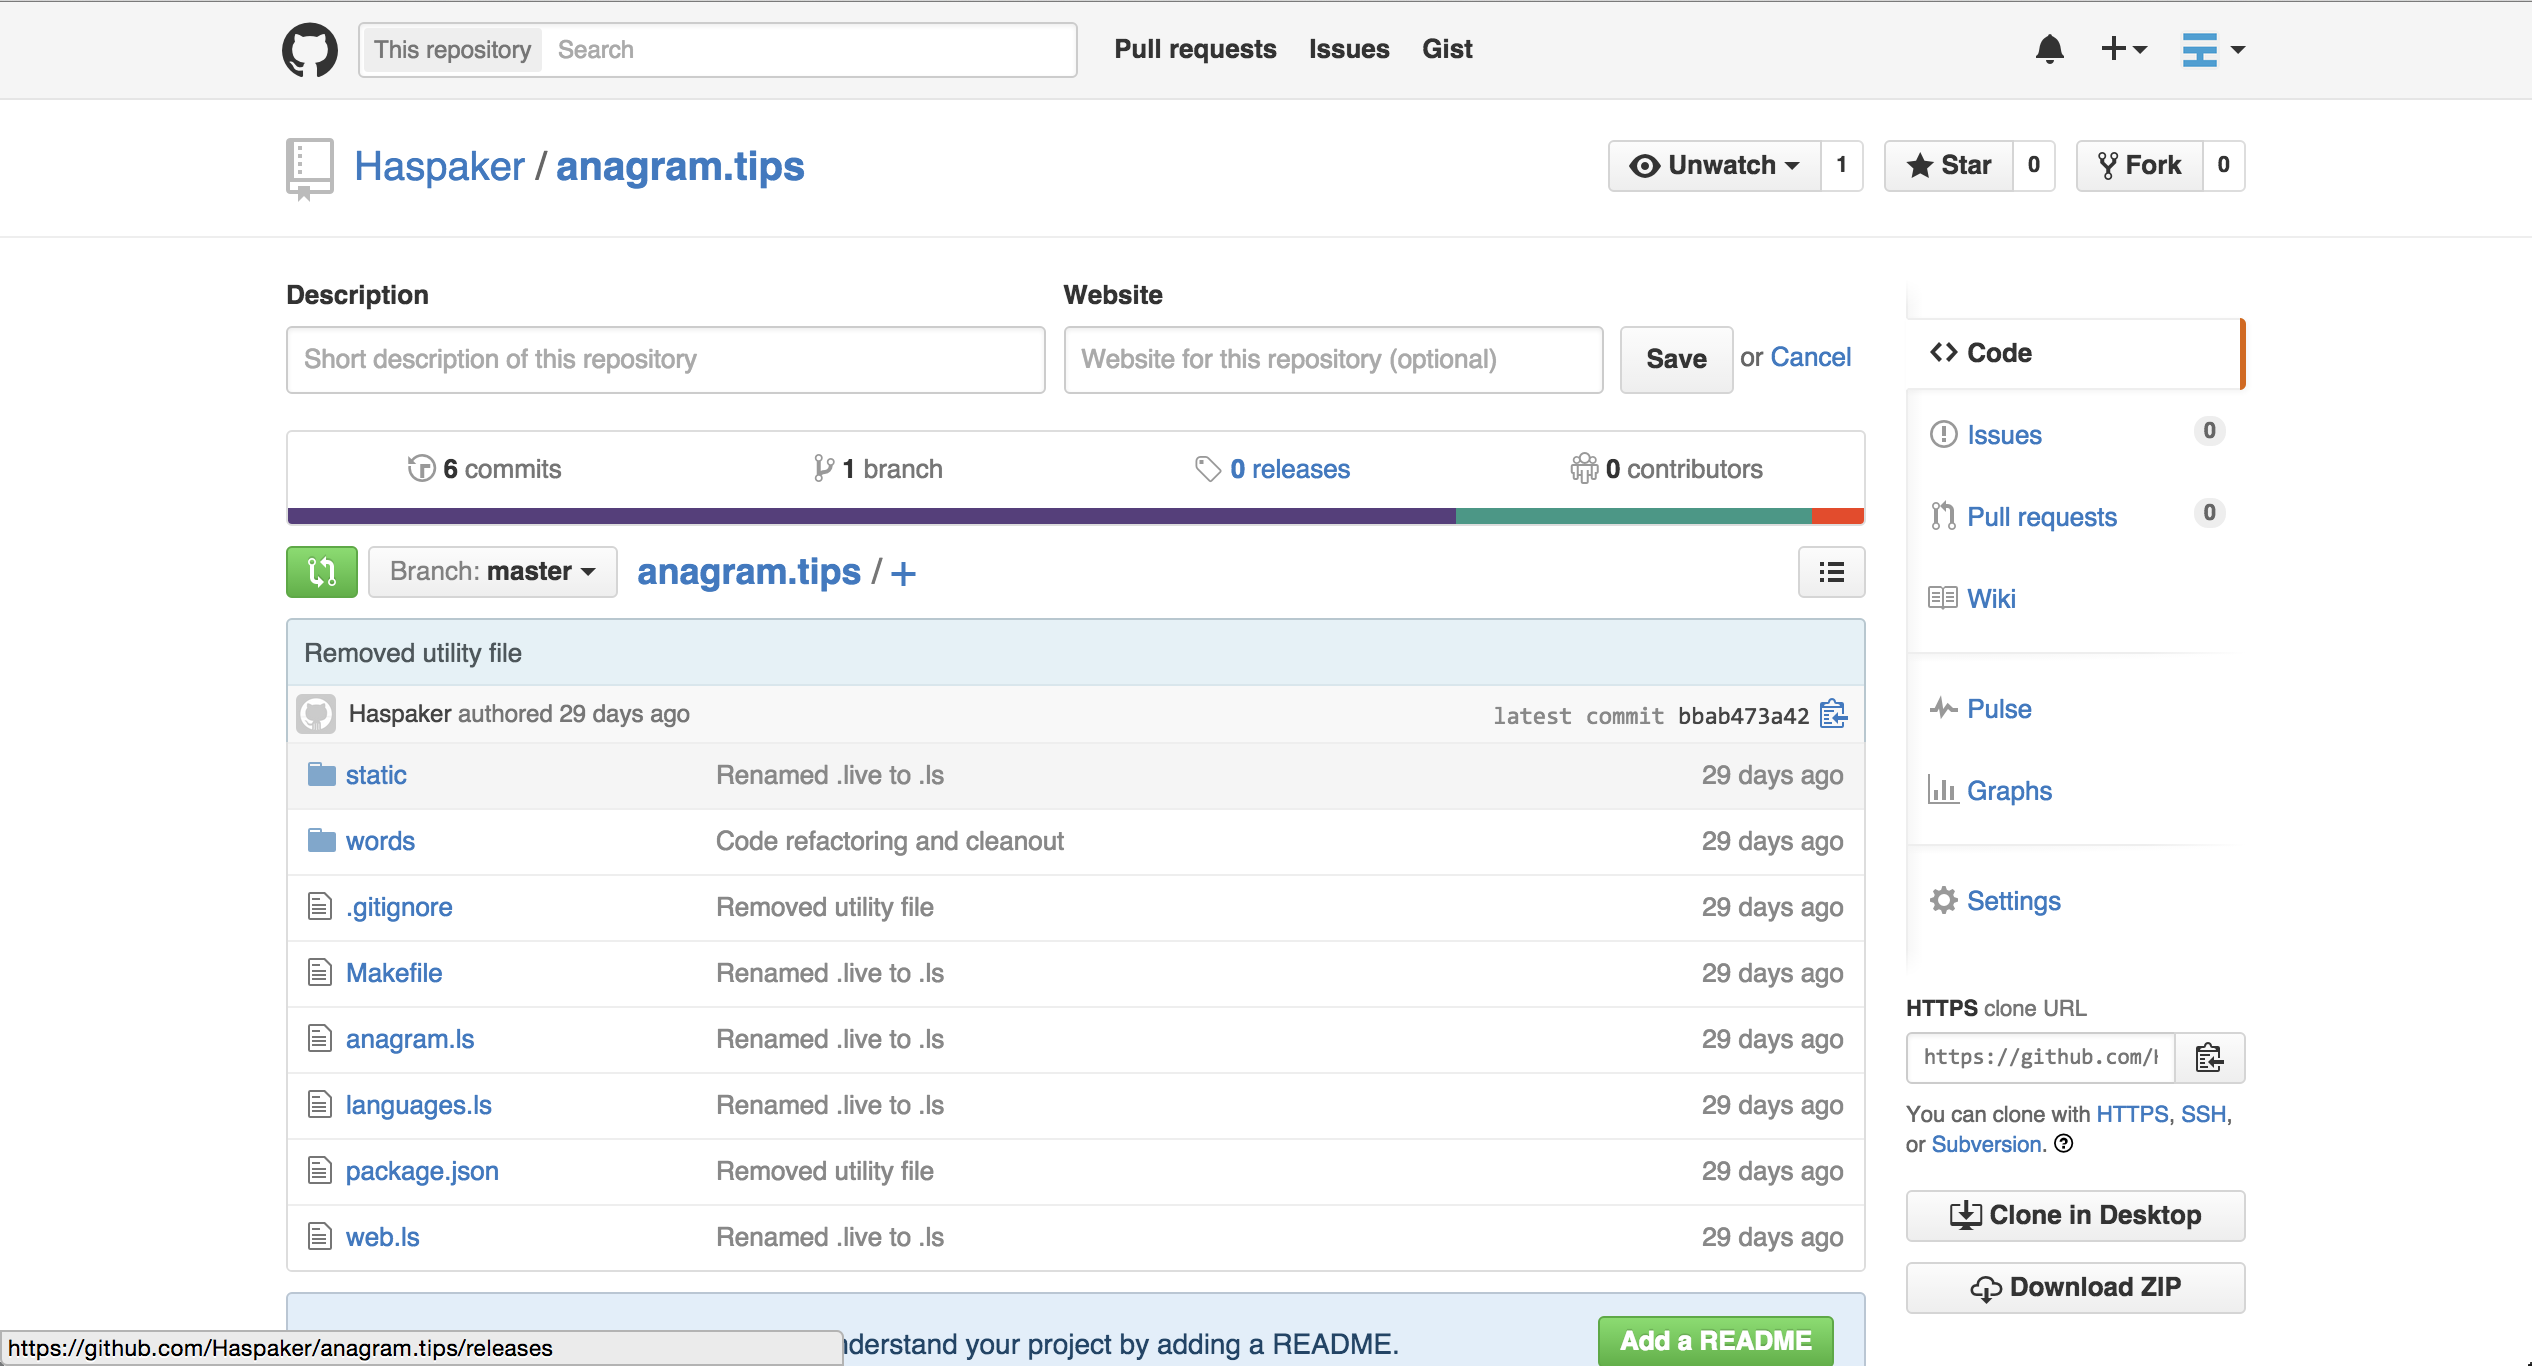 This repository Search Pull requests Issues Gist
Haspaker / anagram.tips Unwatch 1 Star 0 Fork 0
Description Website
Short description of this repository Website for this repository (optional) Save or Cancel
6 commits 1 branch 0 releases 0 contributors
Branch: master anagram.tips / +
Removed utility file
Haspaker authored 29 days ago latest commit bbab473a42
static Renamed .live to .ls 29 days ago
words Code refactoring and cleanout 29 days ago
.gitignore Removed utility file 29 days ago
Makefile Renamed .live to .ls 29 days ago
anagram.ls Renamed .live to .ls 29 days ago
languages.ls Renamed .live to .ls 29 days ago
package.json Removed utility file 29 days ago
web.ls Renamed .live to .ls 29 days ago
your project by adding a README. Add a README
https://github.com/Haspaker/anagram.tips/releases
Code
Issues 0
Pull requests 0
Wiki
Pulse
Graphs
Settings
HTTPS clone URL
https://github.com/
You can clone with HTTPS, SSH,
or Subversion.
Clone in Desktop
Download ZIP